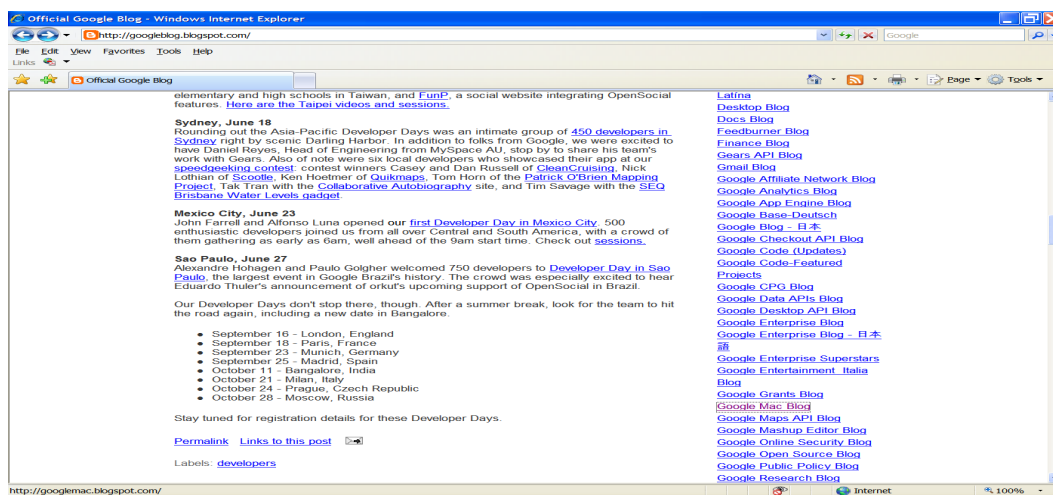 Official Google Blog - Windows Internet Explorer
http://googleblog.blogspot.com/
Google
File Edit View Favorites Tools Help
Links
Official Google Blog
Page Tools
elementary and high schools in Taiwan, and FunP, a social website integrating OpenSocial
features. Here are the Taipei videos and sessions.
Sydney, June 18
Rounding out the Asia-Pacific Developer Days was an intimate group of 450 developers in
Sydney right by scenic Darling Harbor. In addition to folks from Google, we were excited to
have Daniel Reyes, Head of Engineering from MySpace AU, stop by to share his team's
work with Gears. Also of note were six local developers who showcased their app at our
speedgeeking contest: contest winners Casey and Dan Russell of CleanCruising, Nick
Lothian of Scootle, Ken Hoetmer of Quikmaps, Tom Horn of the Patrick O'Brien Mapping
Project, Tak Tran with the Collaborative Autobiography site, and Tim Savage with the SEQ
Brisbane Water Levels gadget.
Mexico City, June 23
John Farrell and Alfonso Luna opened our first Developer Day in Mexico City. 500
enthusiastic developers joined us from all over Central and South America, with a crowd of
them gathering as early as 6am, well ahead of the 9am start time. Check out sessions.
Sao Paulo, June 27
Alexandre Hohagen and Paulo Golgher welcomed 750 developers to Developer Day in Sao
Paulo, the largest event in Google Brazil's history. The crowd was especially excited to hear
Eduardo Thuler's announcement of orkut's upcoming support of OpenSocial in Brazil.
Our Developer Days don't stop there, though. After a summer break, look for the team to hit
the road again, including a new date in Bangalore.
September 16 - London, England
September 18 - Paris, France
September 23 - Munich, Germany
September 25 - Madrid, Spain
October 11 - Bangalore, India
October 21 - Milan, Italy
October 24 - Prague, Czech Republic
October 28 - Moscow, Russia
Stay tuned for registration details for these Developer Days.
Permalink Links to this post
Labels: developers
Latína
Desktop Blog
Docs Blog
Feedburner Blog
Finance Blog
Gears API Blog
Gmail Blog
Google Affiliate Network Blog
Google Analytics Blog
Google App Engine Blog
Google Base-Deutsch
Google Blog - 日本
Google Checkout API Blog
Google Code (Updates)
Google Code-Featured
Projects
Google CPG Blog
Google Data APIs Blog
Google Desktop API Blog
Google Enterprise Blog
Google Enterprise Blog - 日本
語
Google Enterprise Superstars
Google Entertainment Italia
Blog
Google Grants Blog
Google Mac Blog
Google Maps API Blog
Google Mashup Editor Blog
Google Online Security Blog
Google Open Source Blog
Google Public Policy Blog
Google Research Blog
http://googlemac.blogspot.com/
Internet
100%